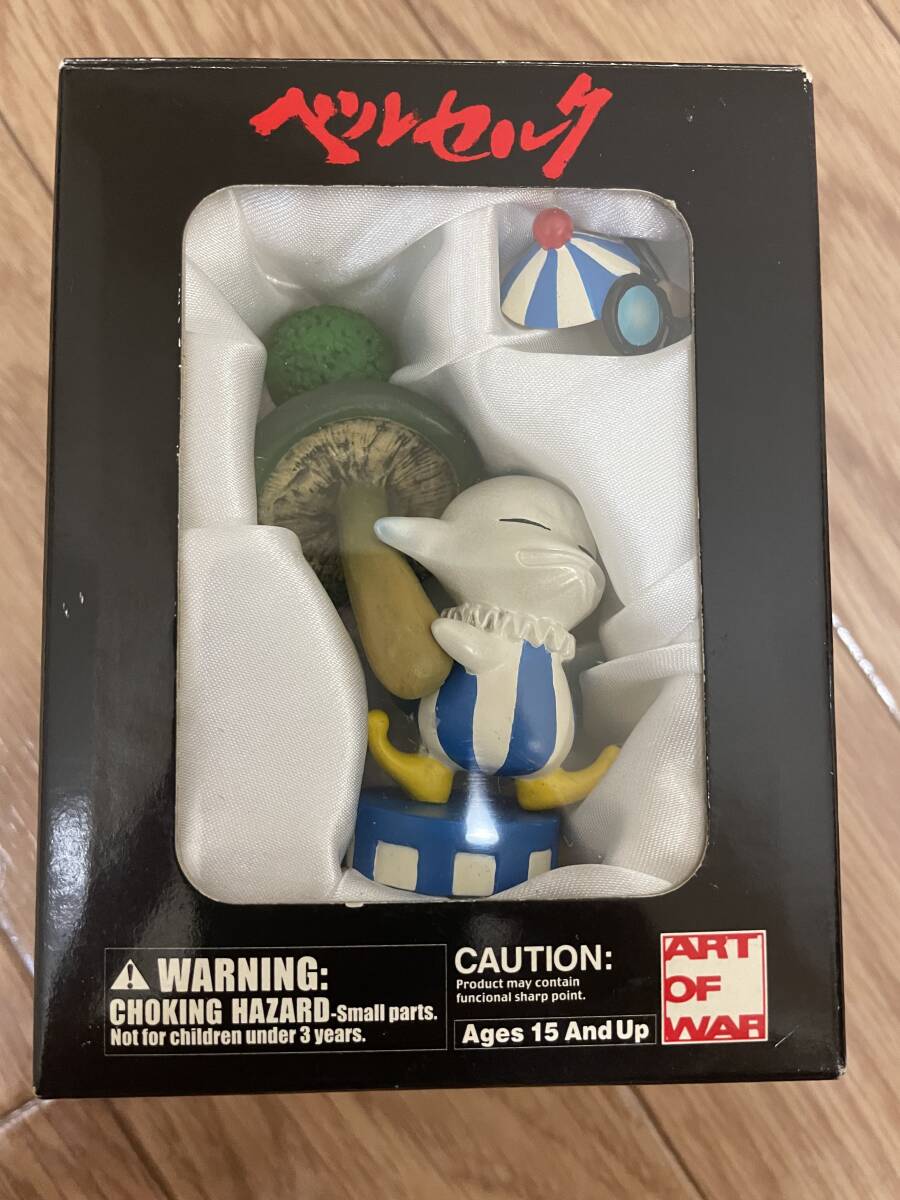 ベルセルク
WARNING:
CHOKING HAZARD-Small parts.
Not for children under 3 years.
CAUTION:
Product may contain
funcional sharp point.
Ages 15 And Up
ART
OF
WAR